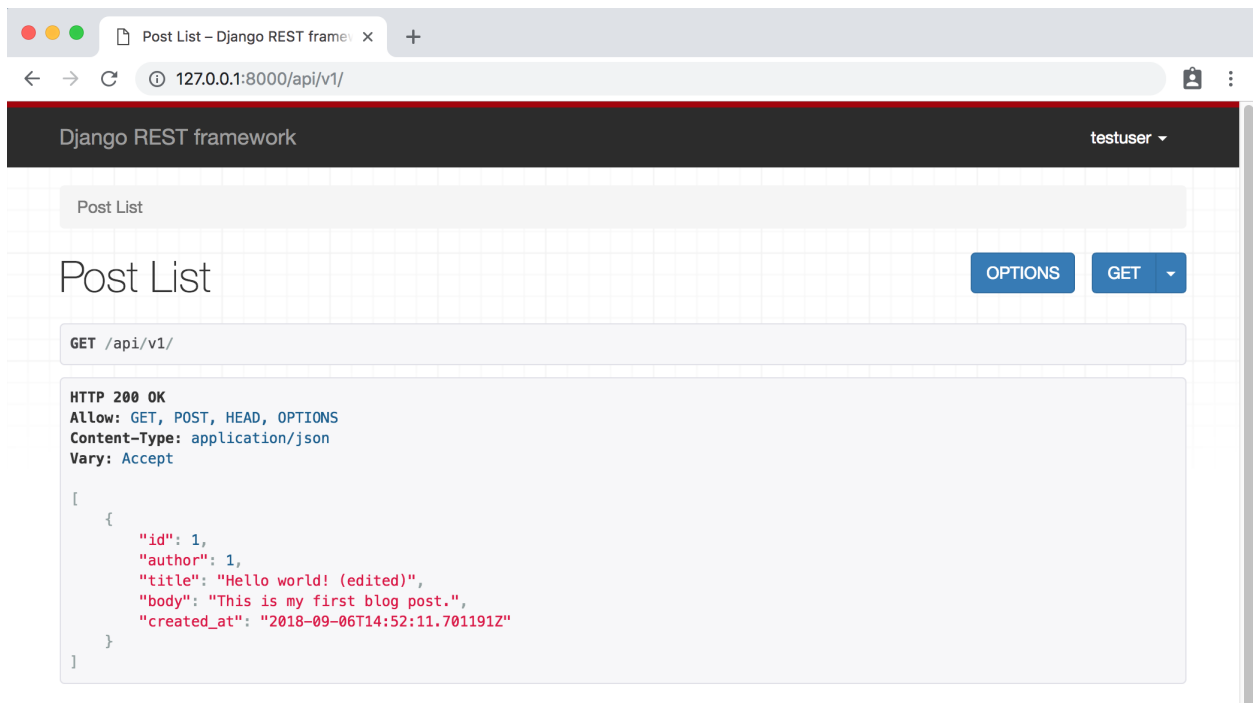 Post List – Django REST framew
127.0.0.1:8000/api/v1/
Django REST framework
testuser
Post List
Post List
OPTIONS
GET
GET /api/v1/
HTTP 200 OK
Allow: GET, POST, HEAD, OPTIONS
Content-Type: application/json
Vary: Accept
[
    {
        "id": 1,
        "author": 1,
        "title": "Hello world! (edited)",
        "body": "This is my first blog post.",
        "created_at": "2018-09-06T14:52:11.701191Z"
    }
]